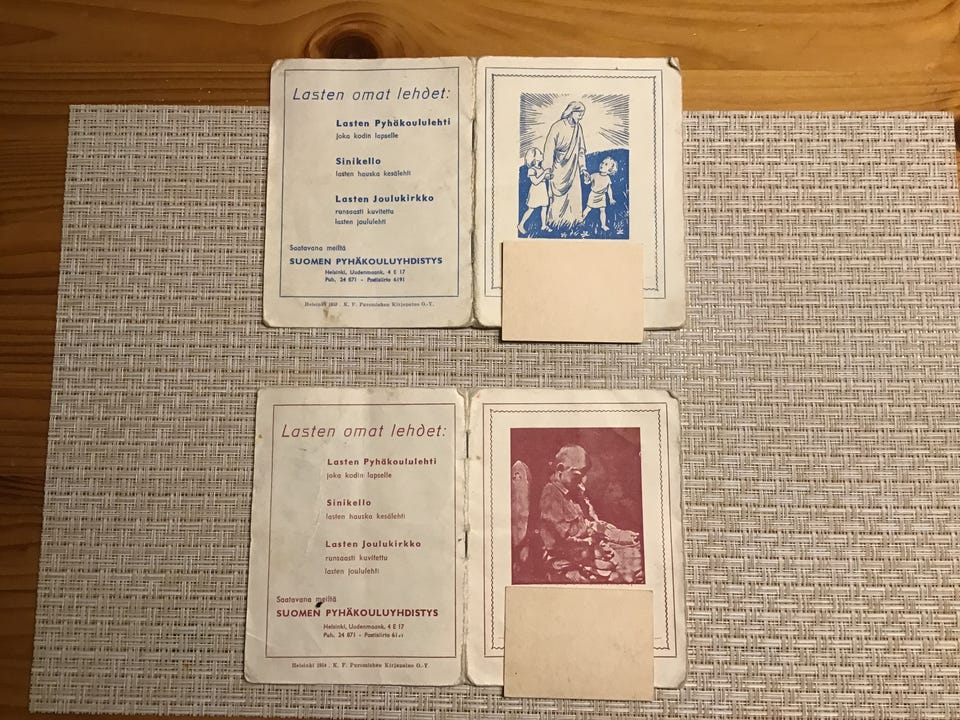 Lasten omat lehdet:
Lasten Pyhäkoululehti
joka kodin lapselle
Sinikello
lasten hauska kesälehti
Lasten Joulukirkko
runsaasti kuvitettu
lasten joululehti
Saatavana meiltä
SUOMEN PYHÄKOULUYHDISTYS
Helsinki, Uudenmaank. 4 E 17
Puh. 24 871 - Postisiirto 6191
Helsinki K. F. Puromiehen Kirjapaino O.-Y.
Lasten omat lehdet:
Lasten Pyhäkoululehti
joka kodin lapselle
Sinikello
lasten hauska kesälehti
Lasten Joulukirkko
runsaasti kuvitettu
lasten joululehti
Saatavana meiltä
SUOMEN PYHÄKOULUYHDISTYS
Helsinki, Uudenmaank. 4 E 17
Puh. 24 871 - Postisiirto
Helsinki 1954 . K. F. Puromiehen Kirjapaino O.-Y.